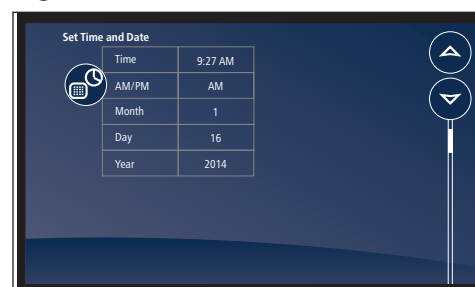 Set Time and Date
Time 9:27 AM
AM/PM AM
Month 1
Day 16
Year 2014